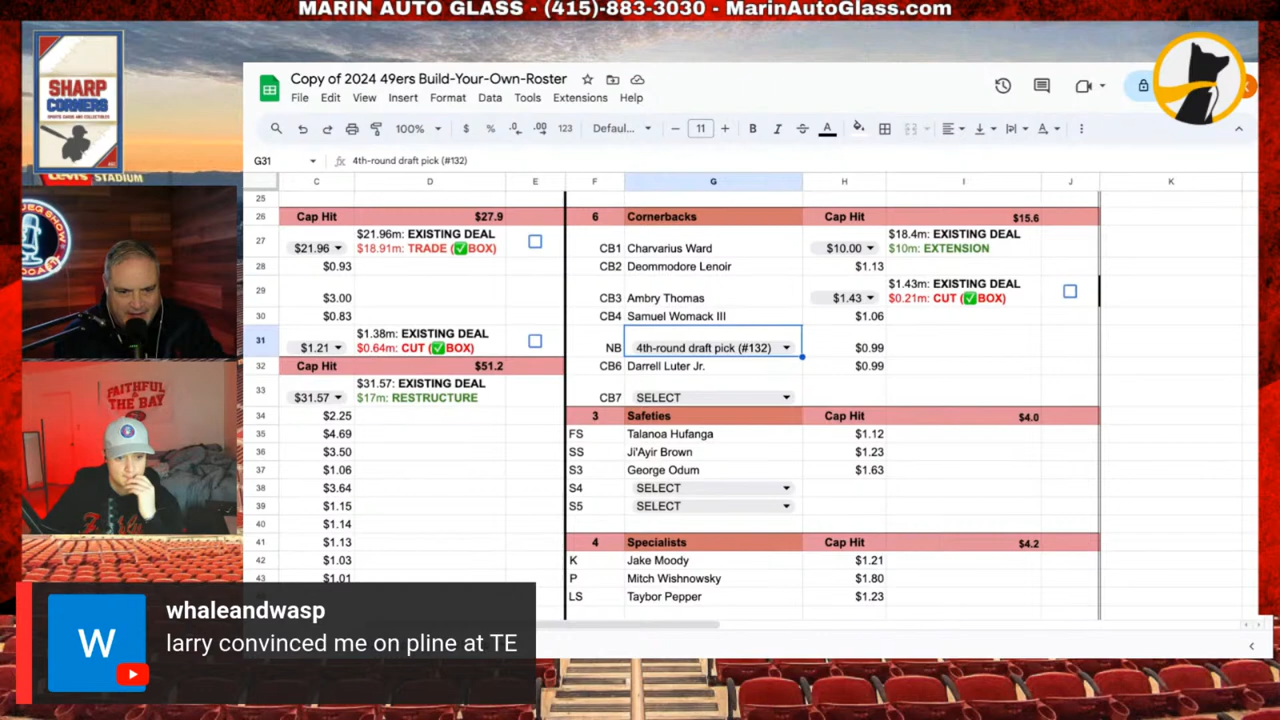 MARIN AUTO GLASS - (415)-883-3030 - MarinAutoGlass.com
SHARP
CORNERS
LEVI'S STADIUM
SHOW
FAITHFUL
THE BAY
Copy of 2024 49ers Build-Your-Own-Roster
File Edit View Insert Format Data Tools Extensions Help
100% $ % .0 .00 123 Defaul... 11 B I A
G31 fx 4th-round draft pick (#132)
C D E F G H I J K
25
26 Cap Hit $27.9 6 Cornerbacks Cap Hit $15.6
27 $21.96 $21.96m: EXISTING DEAL CB1 Charvarius Ward $10.00 $18.4m: EXISTING DEAL
$18.91m: TRADE (✅BOX) $10m: EXTENSION
28 $0.93 CB2 Deommodore Lenoir $1.13
29 $3.00 CB3 Ambry Thomas $1.43 $1.43m: EXISTING DEAL
$0.21m: CUT (✅BOX)
30 $0.83 CB4 Samuel Womack III $1.06
31 $1.21 $1.38m: EXISTING DEAL NB 4th-round draft pick (#132) $0.99
$0.64m: CUT (✅BOX)
32 Cap Hit $51.2 CB6 Darrell Luter Jr. $0.99
33 $31.57 $31.57: EXISTING DEAL CB7 SELECT
$17m: RESTRUCTURE
34 $2.25 3 Safeties Cap Hit $4.0
35 $4.69 FS Talanoa Hufanga $1.12
36 $3.50 SS Ji'Ayir Brown $1.23
37 $1.06 S3 George Odum $1.63
38 $3.64 S4 SELECT
39 $1.15 S5 SELECT
40 $1.14
41 $1.13 4 Specialists Cap Hit $4.2
42 $1.03 K Jake Moody $1.21
43 $1.01 P Mitch Wishnowsky $1.80
LS Taybor Pepper $1.23
W
whaleandwasp
larry convinced me on pline at TE